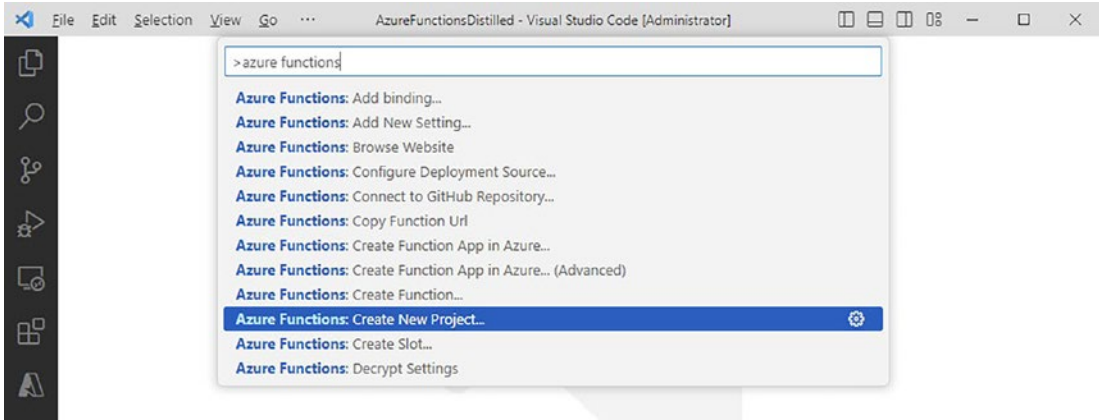 File Edit Selection View Go ··· AzureFunctionsDistilled - Visual Studio Code [Administrator]
>azure functions
Azure Functions: Add binding...
Azure Functions: Add New Setting...
Azure Functions: Browse Website
Azure Functions: Configure Deployment Source...
Azure Functions: Connect to GitHub Repository...
Azure Functions: Copy Function Url
Azure Functions: Create Function App in Azure...
Azure Functions: Create Function App in Azure... (Advanced)
Azure Functions: Create Function...
Azure Functions: Create New Project...
Azure Functions: Create Slot...
Azure Functions: Decrypt Settings